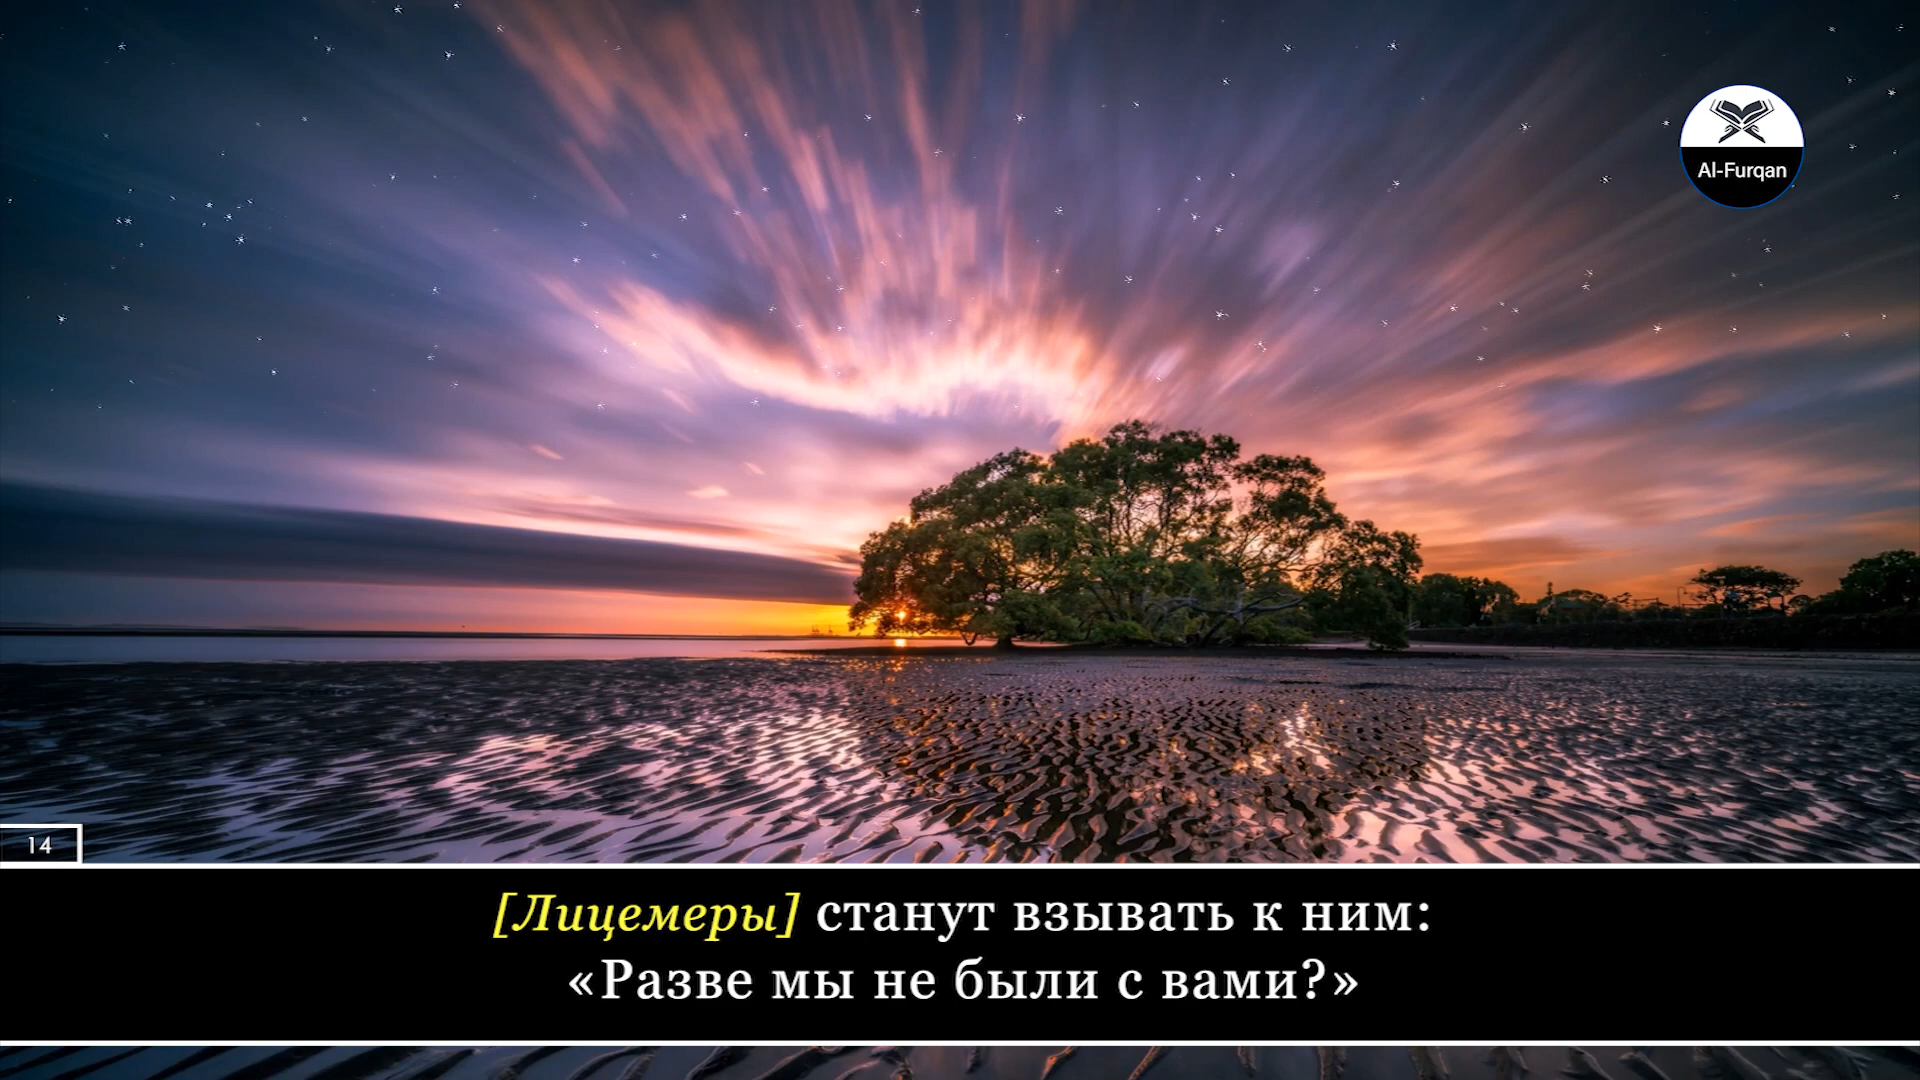 Al-Furqan
14
[Лицемеры] станут взывать к ним:
«Разве мы не были с вами?»